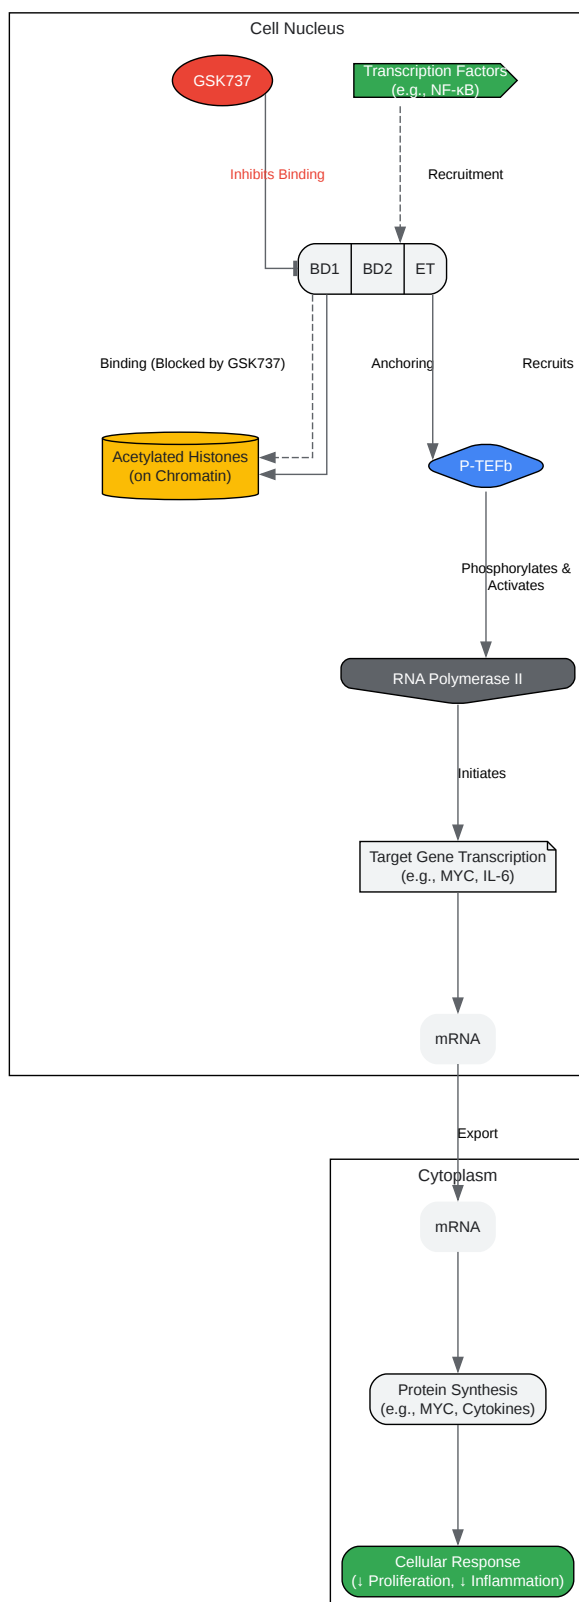 Cell Nucleus
GSK737
Transcription Factors
(e.g., NF-κB)
Inhibits Binding
Recruitment
BD1
BD2
ET
Binding (Blocked by GSK737)
Anchoring
Recruits
Acetylated Histones
(on Chromatin)
P-TEFb
Phosphorylates &
Activates
RNA Polymerase II
Initiates
Target Gene Transcription
(e.g., MYC, IL-6)
mRNA
Export
Cytoplasm
mRNA
Protein Synthesis
(e.g., MYC, Cytokines)
Cellular Response
(↓ Proliferation, ↓ Inflammation)